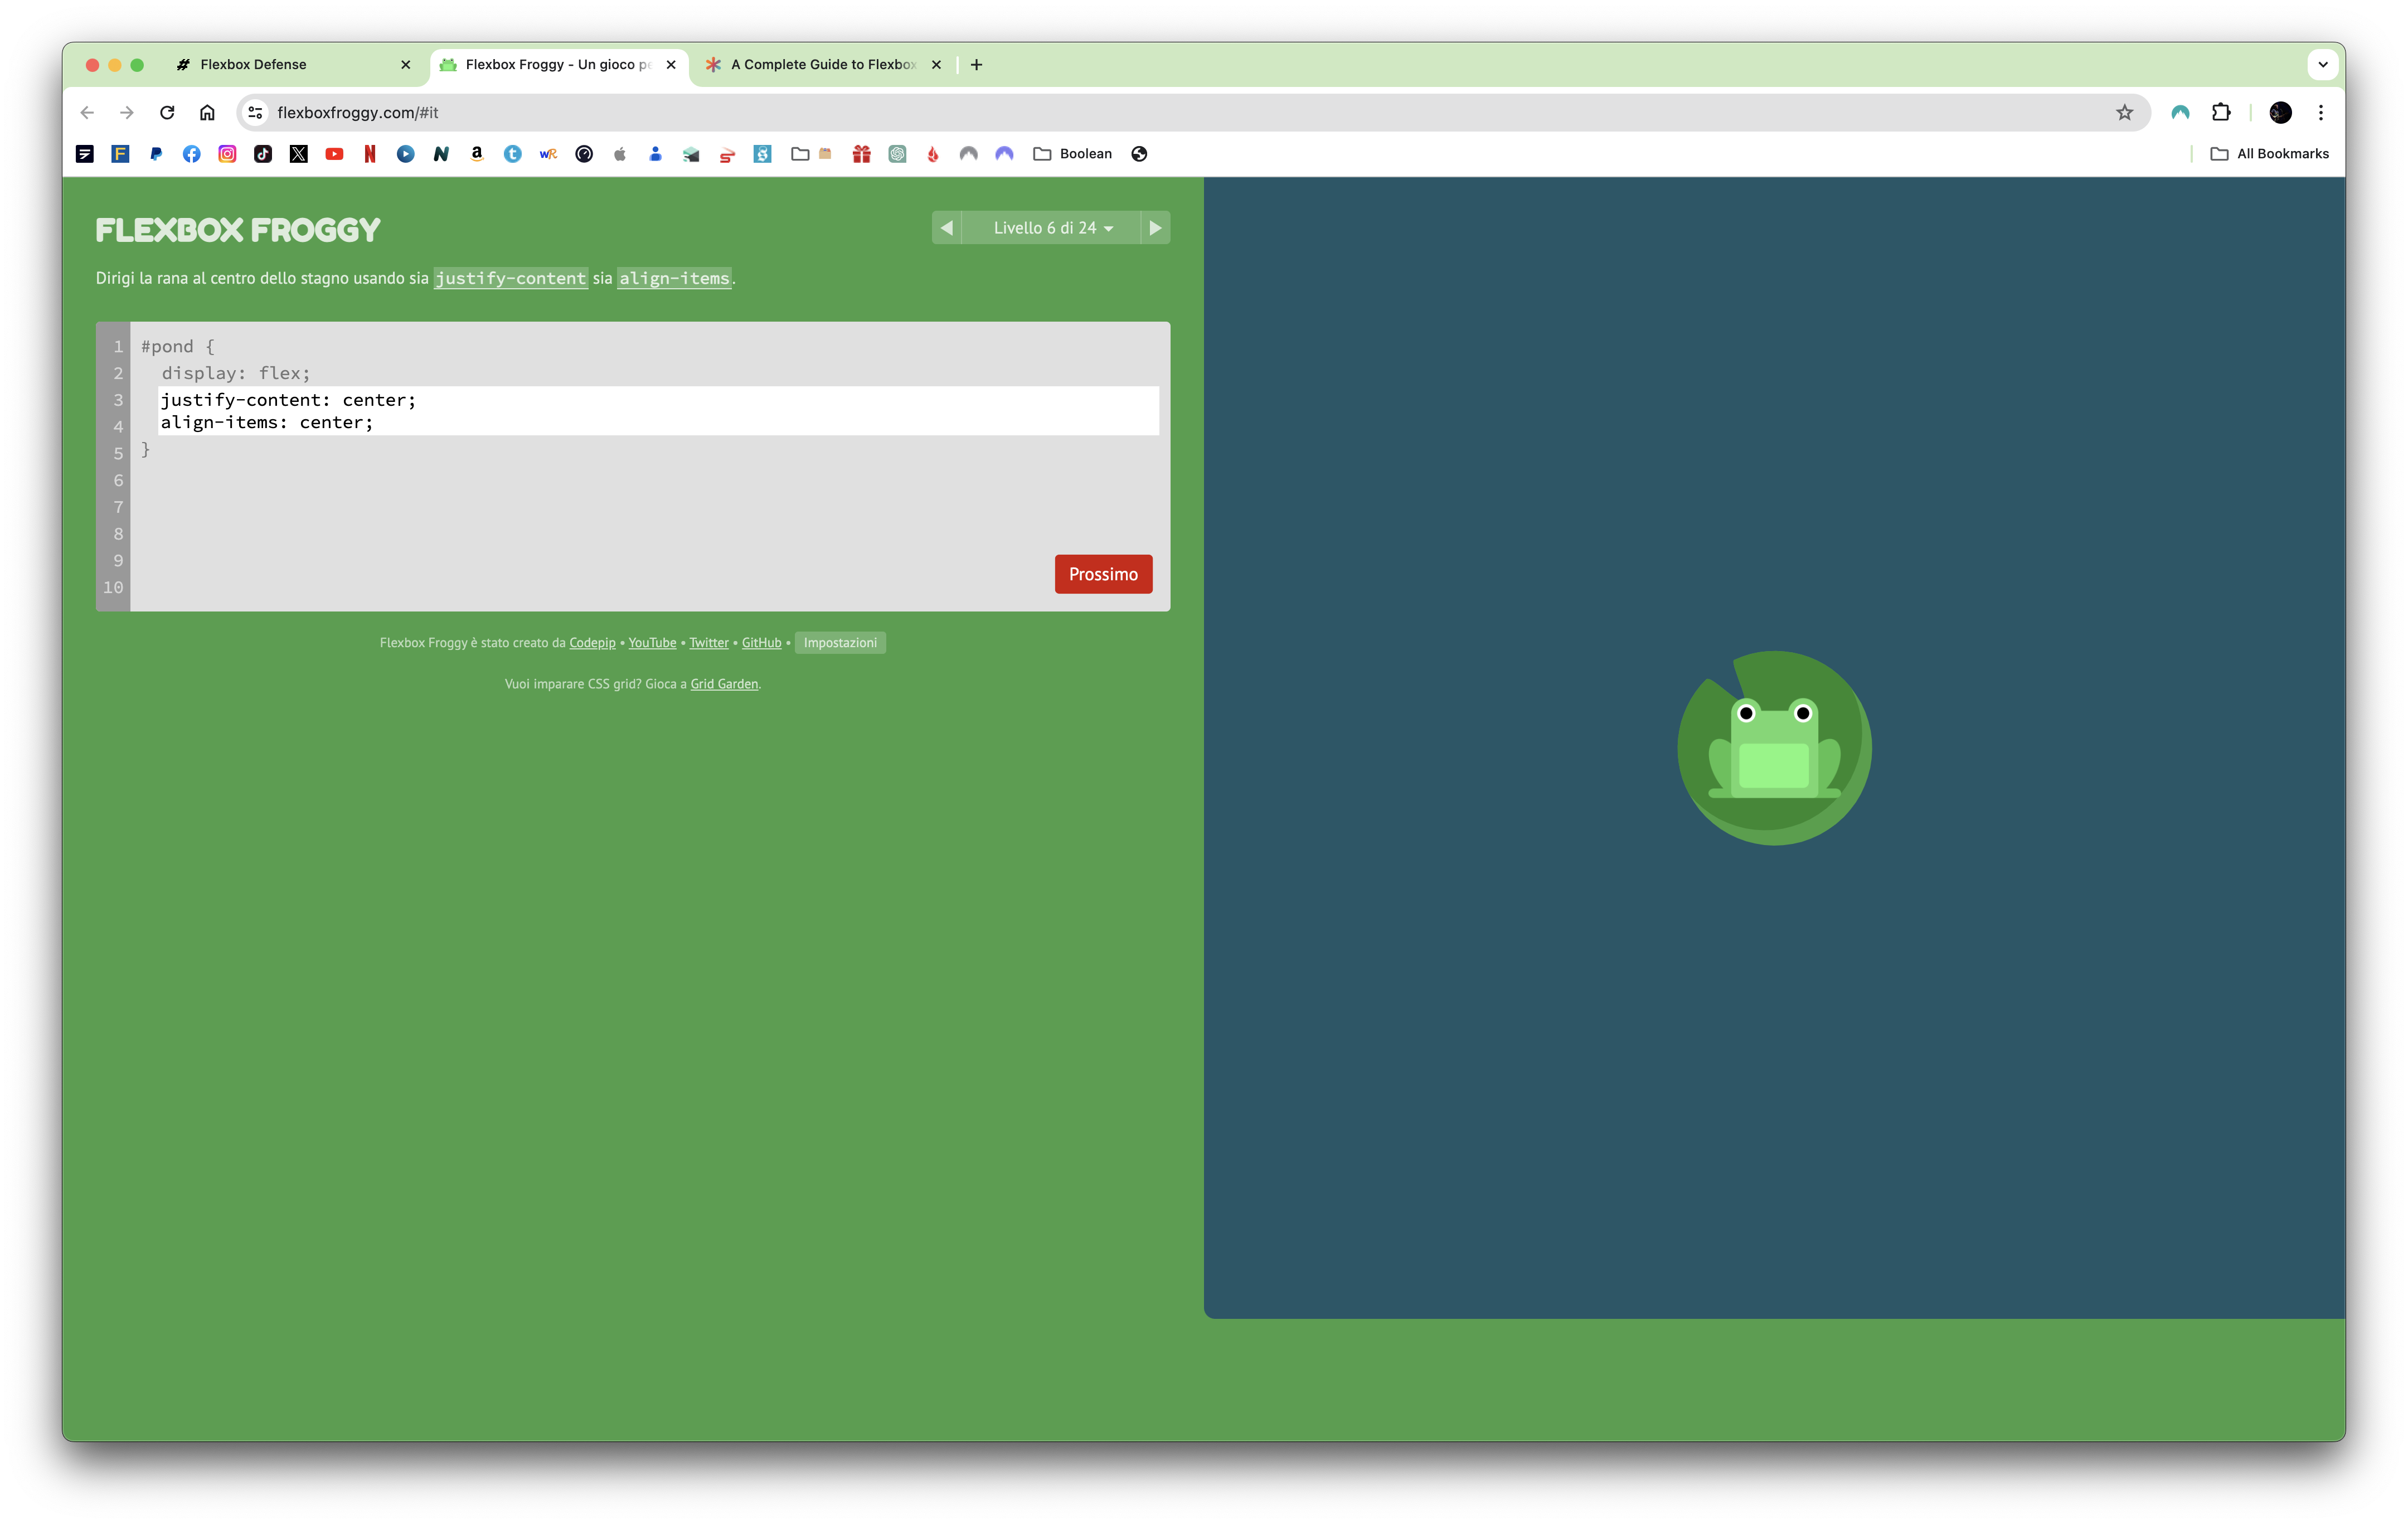 Flexbox Defense
Flexbox Froggy - Un gioco pe
A Complete Guide to Flexbox
flexboxfroggy.com/#it
Boolean
All Bookmarks
FLEXBOX FROGGY
Livello 6 di 24
Dirigi la rana al centro dello stagno usando sia justify-content sia align-items.
1 #pond {
2 display: flex;
3 justify-content: center;
4 align-items: center;
5 }
6
7
8
9
10
Prossimo
Flexbox Froggy è stato creato da Codepip • YouTube • Twitter • GitHub • Impostazioni
Vuoi imparare CSS grid? Gioca a Grid Garden.